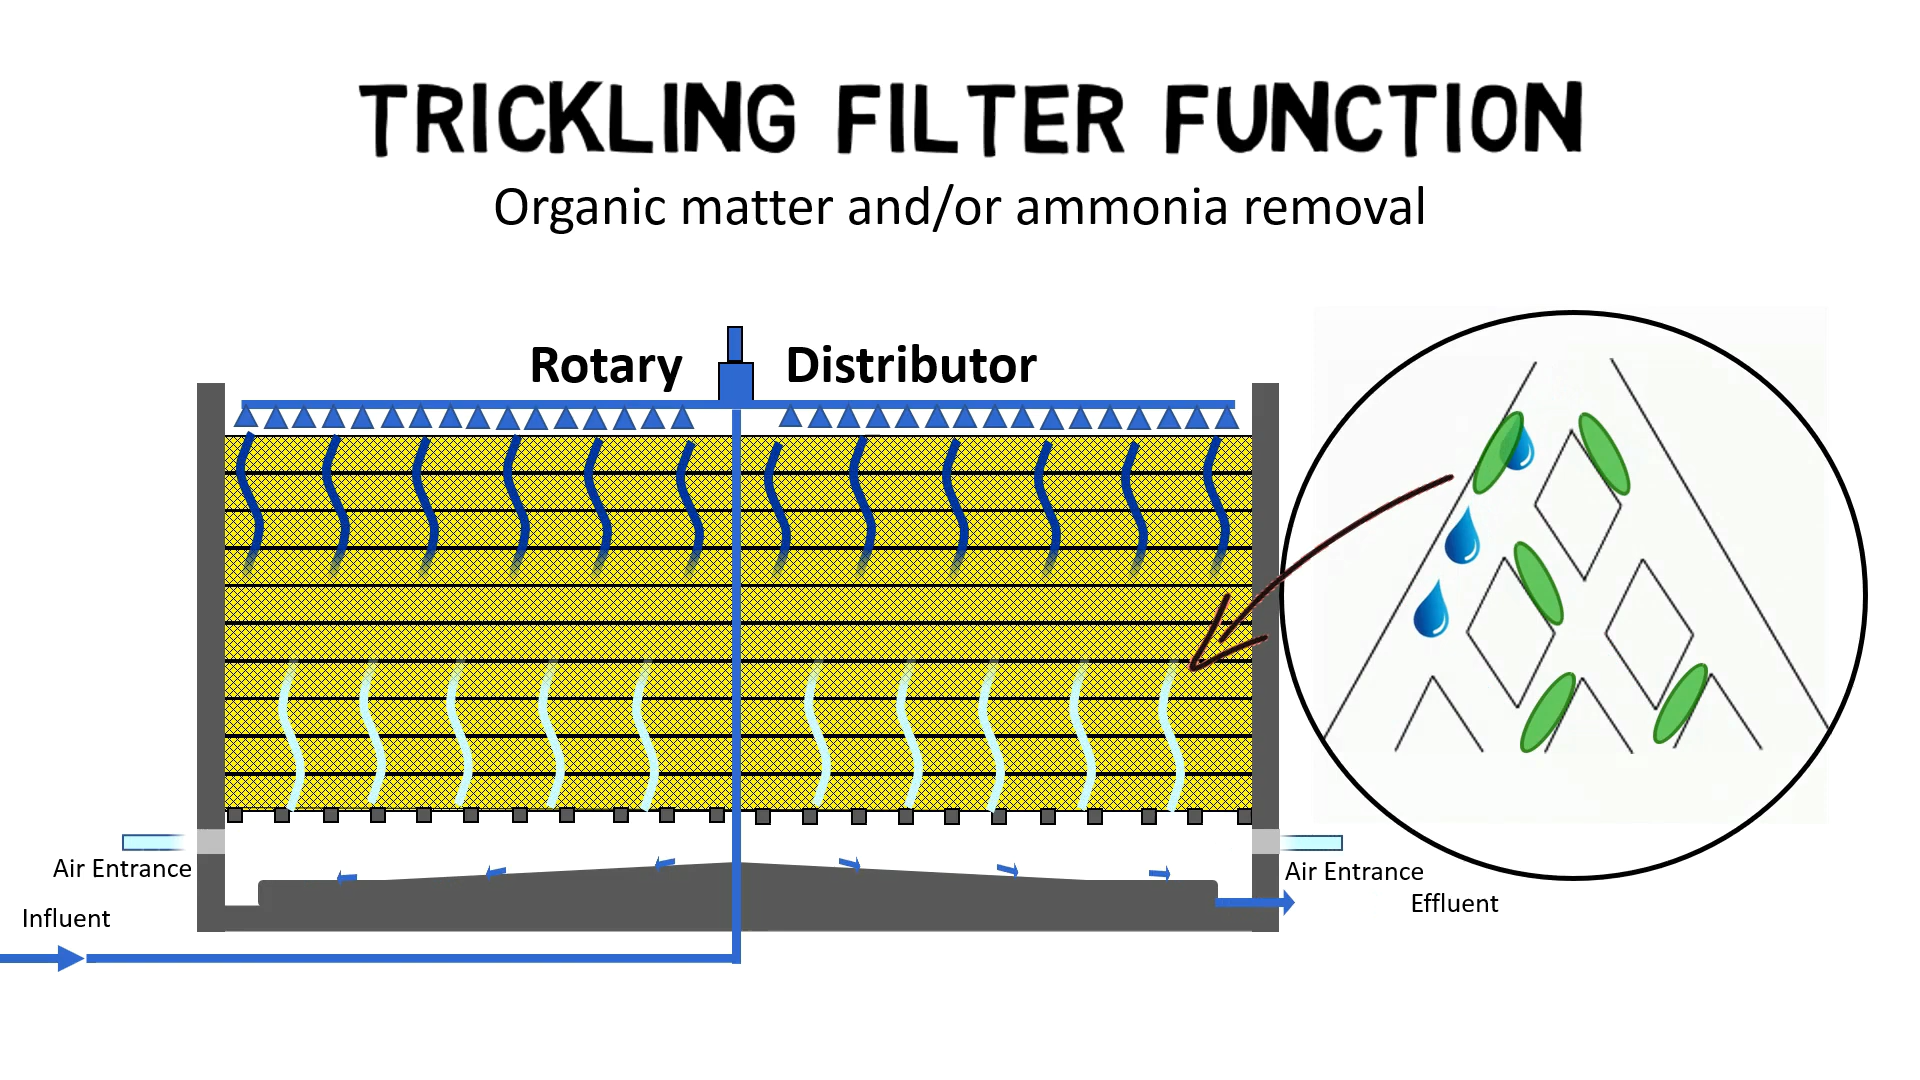 TRICKLING FILTER FUNCTION
Organic matter and/or ammonia removal
Rotary Distributor
Air Entrance
Influent
Air Entrance
Effluent